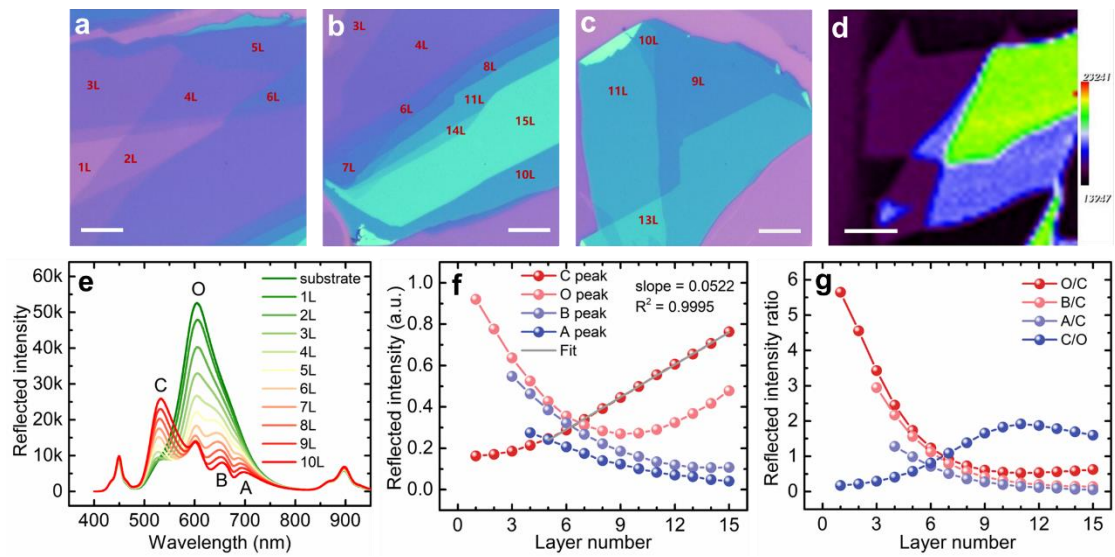 a
5L
3L
4L
6L
1L
2L
b
3L
4L
8L
11L
6L
15L
14L
7L
10L
c
10L
9L
11L
13L
d
23241
13947
e
60k
50k
40k
30k
20k
10k
0
Reflected intensity
O
C
B
A
substrate
1L
2L
3L
4L
5L
6L
7L
8L
9L
10L
400 500 600 700 800 900
Wavelength (nm)
f
1.0
0.8
0.6
0.4
0.2
0.0
Reflected intensity (a.u.)
C peak
O peak
B peak
A peak
Fit
slope = 0.0522
R² = 0.9995
0 3 6 9 12 15
Layer number
g
6
5
4
3
2
1
0
Reflected intensity ratio
O/C
B/C
A/C
C/O
0 3 6 9 12 15
Layer number